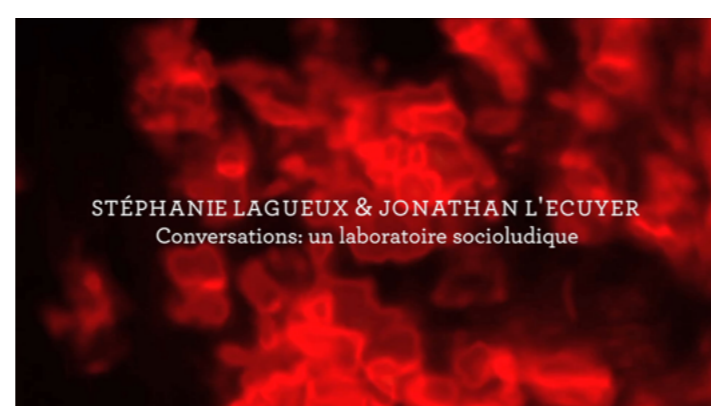 STÉPHANIE LAGUEUX & JONATHAN L'ECUYER
Conversations: un laboratoire socioludique